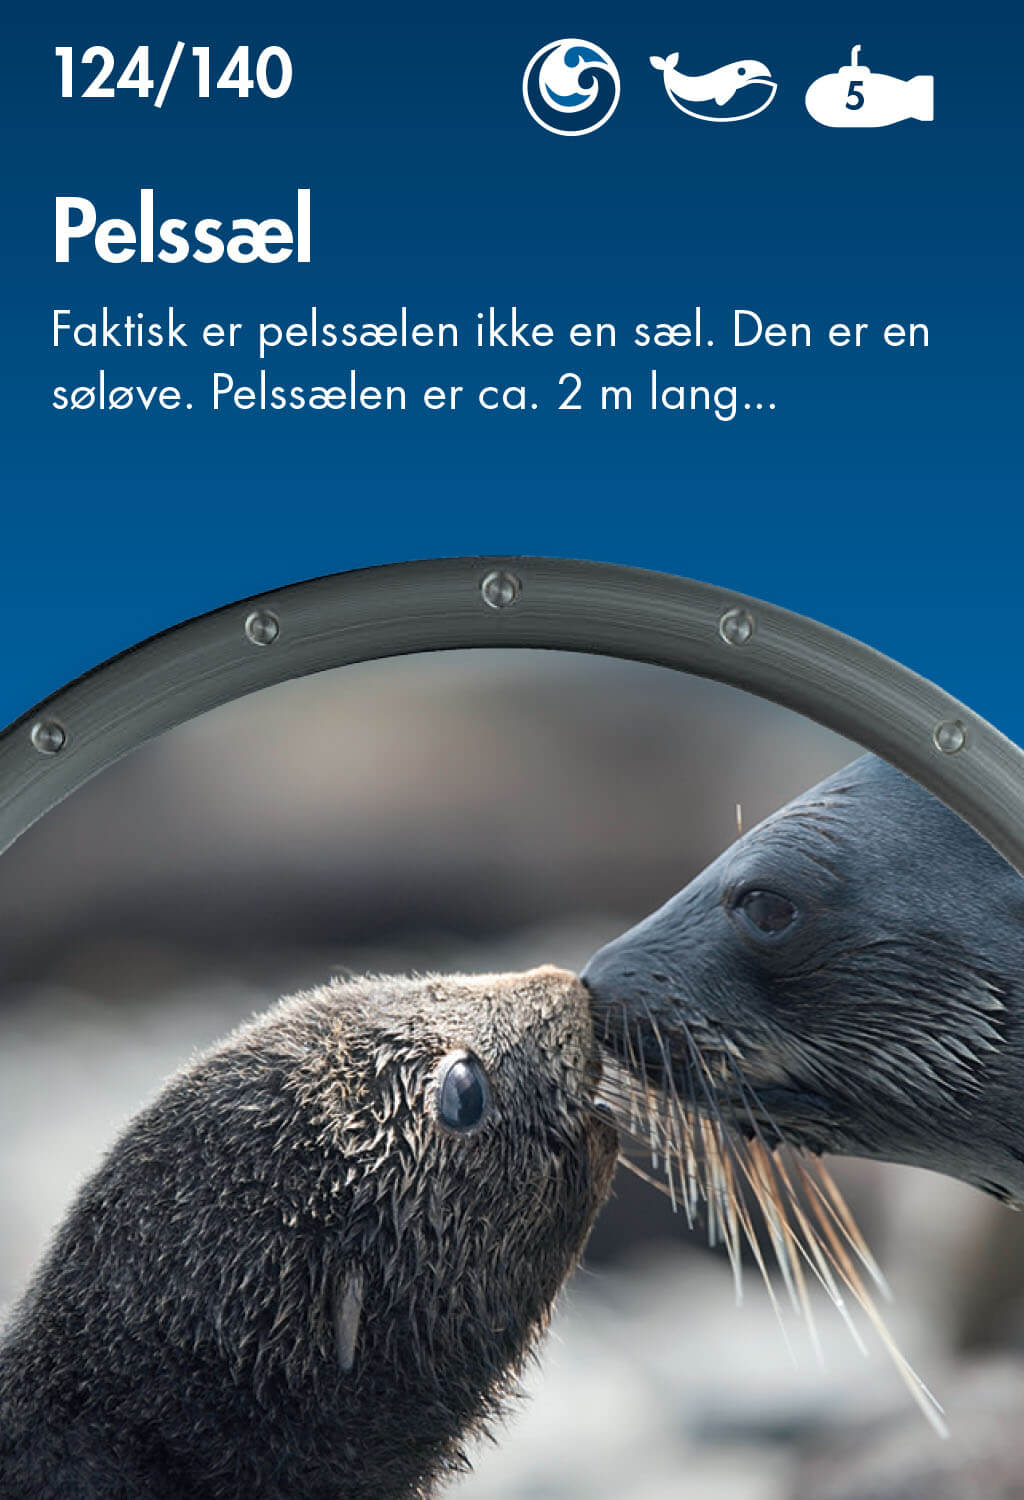 124/140
5
Pelssæl
Faktisk er pelssælen ikke en sæl. Den er en
søløve. Pelssælen er ca. 2 m lang...